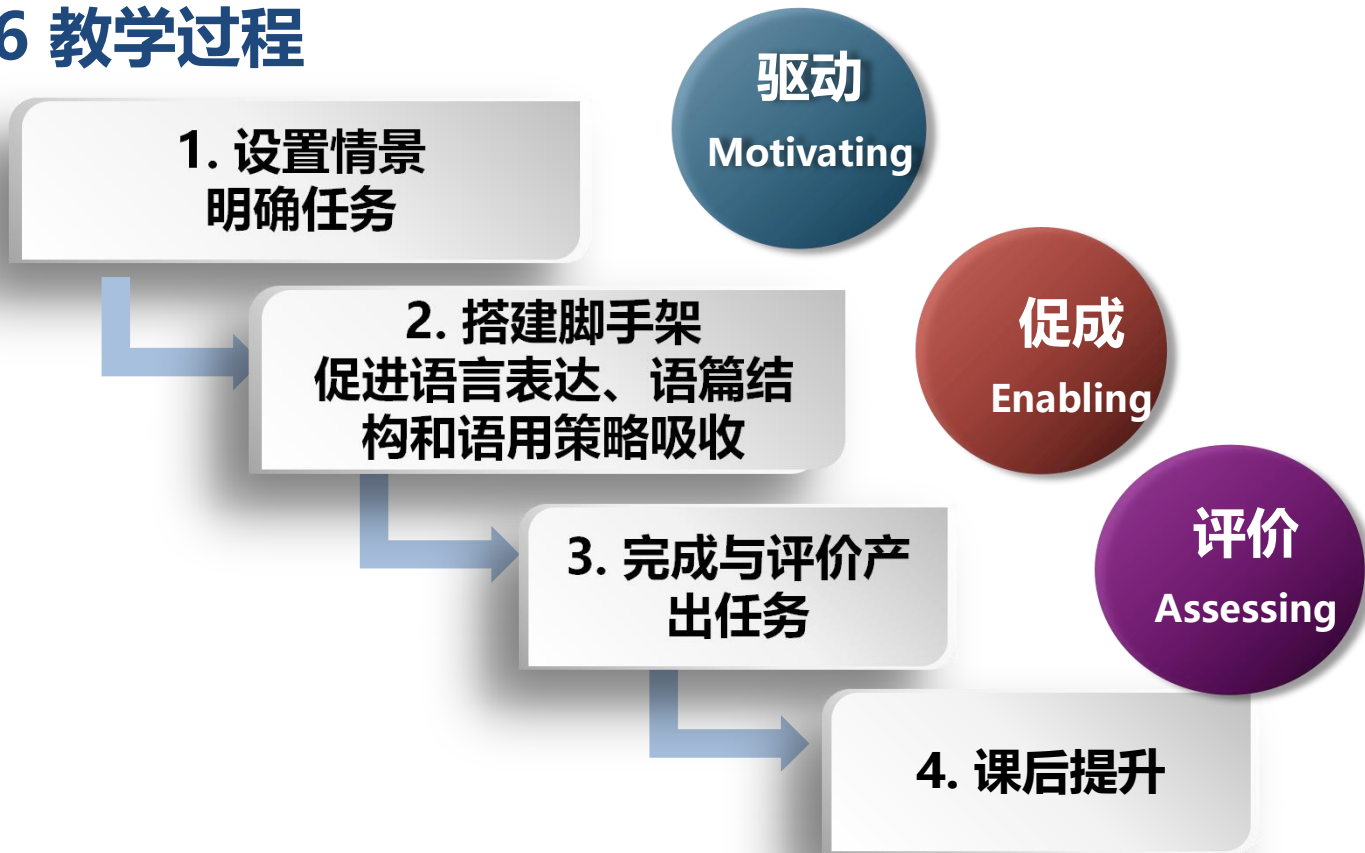 6 教学过程
驱动
Motivating
1. 设置情景
明确任务
促成
Enabling
2. 搭建脚手架
促进语言表达、语篇结
构和语用策略吸收
评价
Assessing
3. 完成与评价产
出任务
4. 课后提升